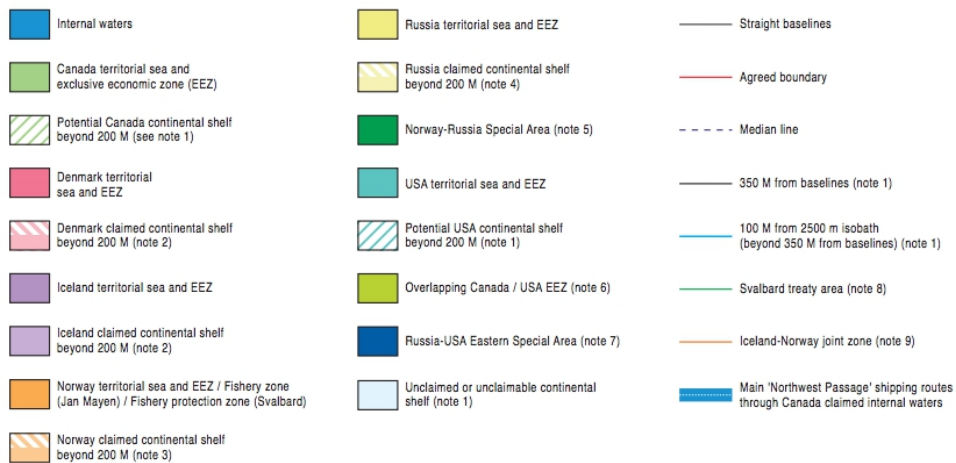 Internal waters
Canada territorial sea and
exclusive economic zone (EEZ)
Potential Canada continental shelf
beyond 200 M (see note 1)
Denmark territorial
sea and EEZ
Denmark claimed continental shelf
beyond 200 M (note 2)
Iceland territorial sea and EEZ
Iceland claimed continental shelf
beyond 200 M (note 2)
Norway territorial sea and EEZ / Fishery zone
(Jan Mayen) / Fishery protection zone (Svalbard)
Norway claimed continental shelf
beyond 200 M (note 3)
Russia territorial sea and EEZ
Russia claimed continental shelf
beyond 200 M (note 4)
Norway-Russia Special Area (note 5)
USA territorial sea and EEZ
Potential USA continental shelf
beyond 200 M (note 1)
Overlapping Canada / USA EEZ (note 6)
Russia-USA Eastern Special Area (note 7)
Unclaimed or unclaimable continental
shelf (note 1)
Straight baselines
Agreed boundary
Median line
350 M from baselines (note 1)
100 M from 2500 m isobath
(beyond 350 M from baselines) (note 1)
Svalbard treaty area (note 8)
Iceland-Norway joint zone (note 9)
Main 'Northwest Passage' shipping routes
through Canada claimed internal waters